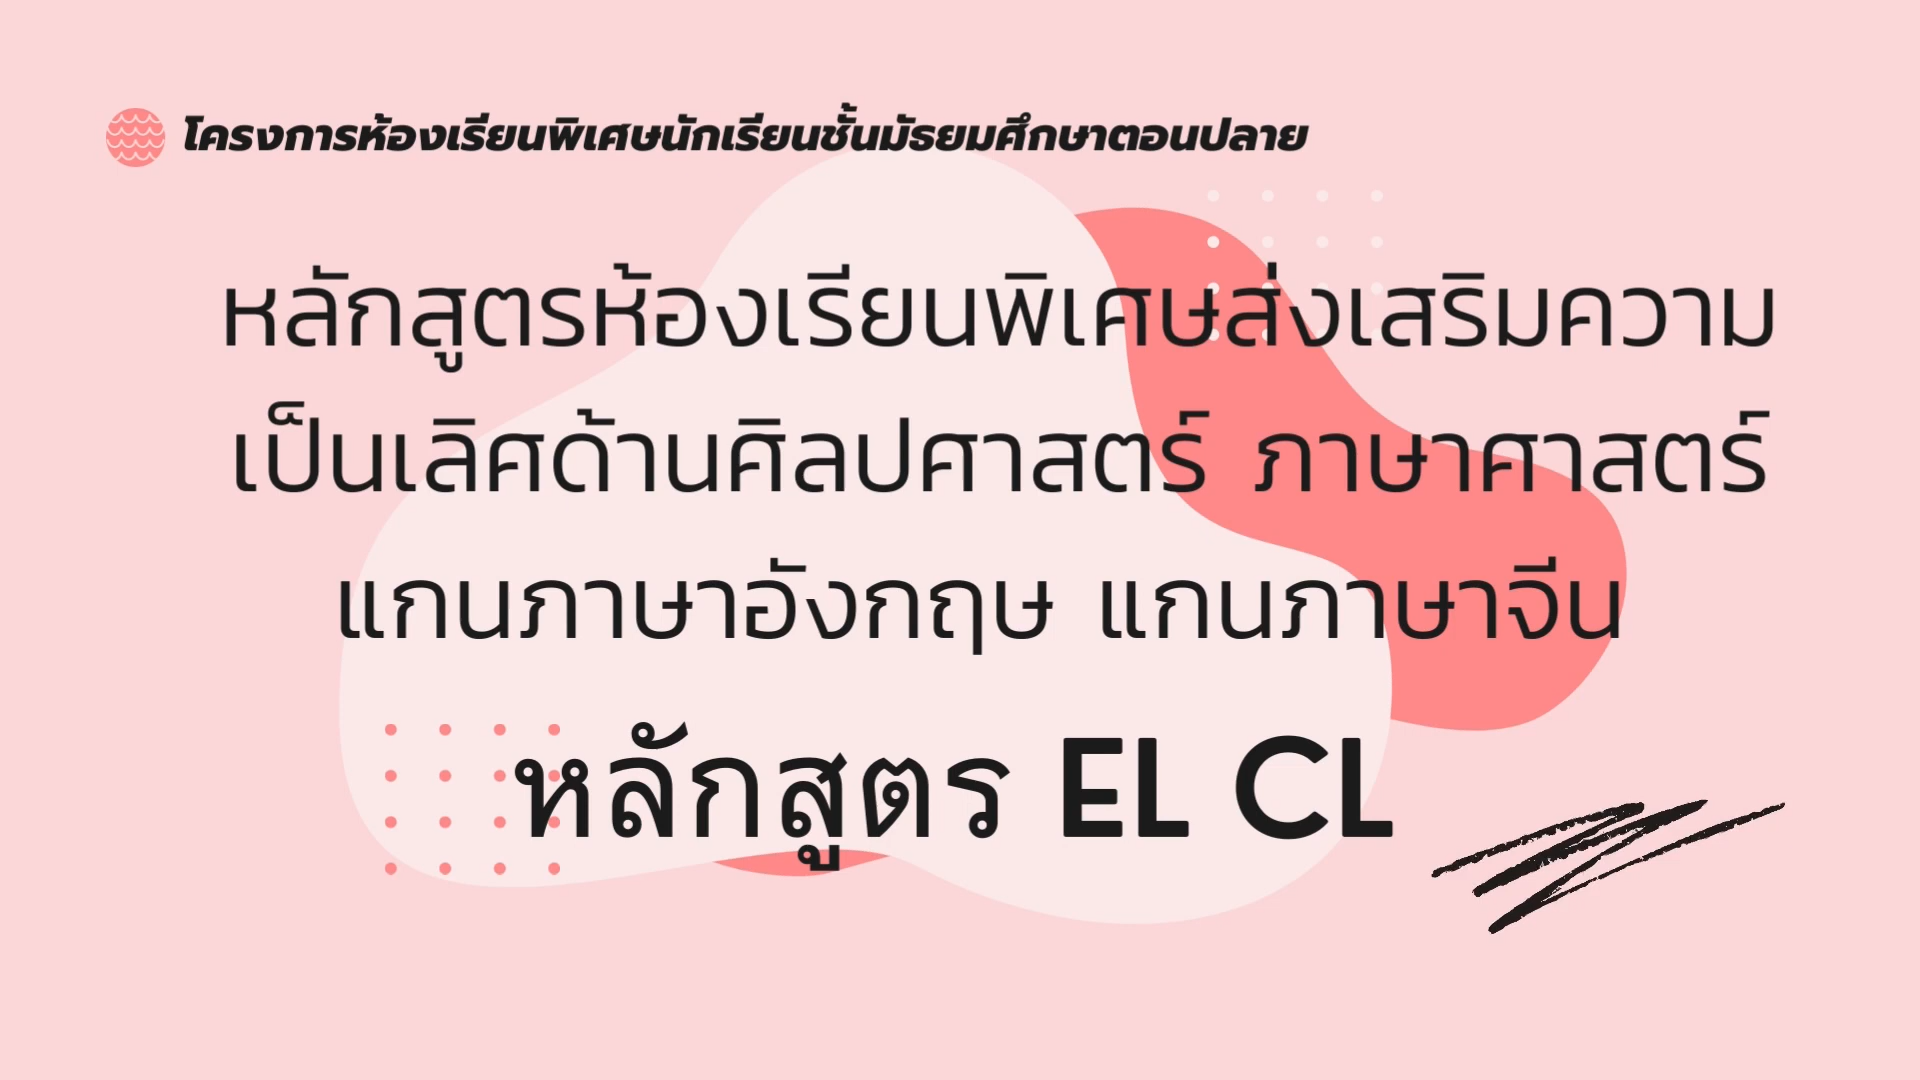 โครงการห้องเรียนพิเศษนักเรียนชั้นมัธยมศึกษาตอนปลาย
หลักสูตรห้องเรียนพิเศษส่งเสริมความ
เป็นเลิศด้านศิลปศาสตร์ ภาษาศาสตร์
แกนภาษาอังกฤษ แกนภาษาจีน
หลักสูตร EL CL